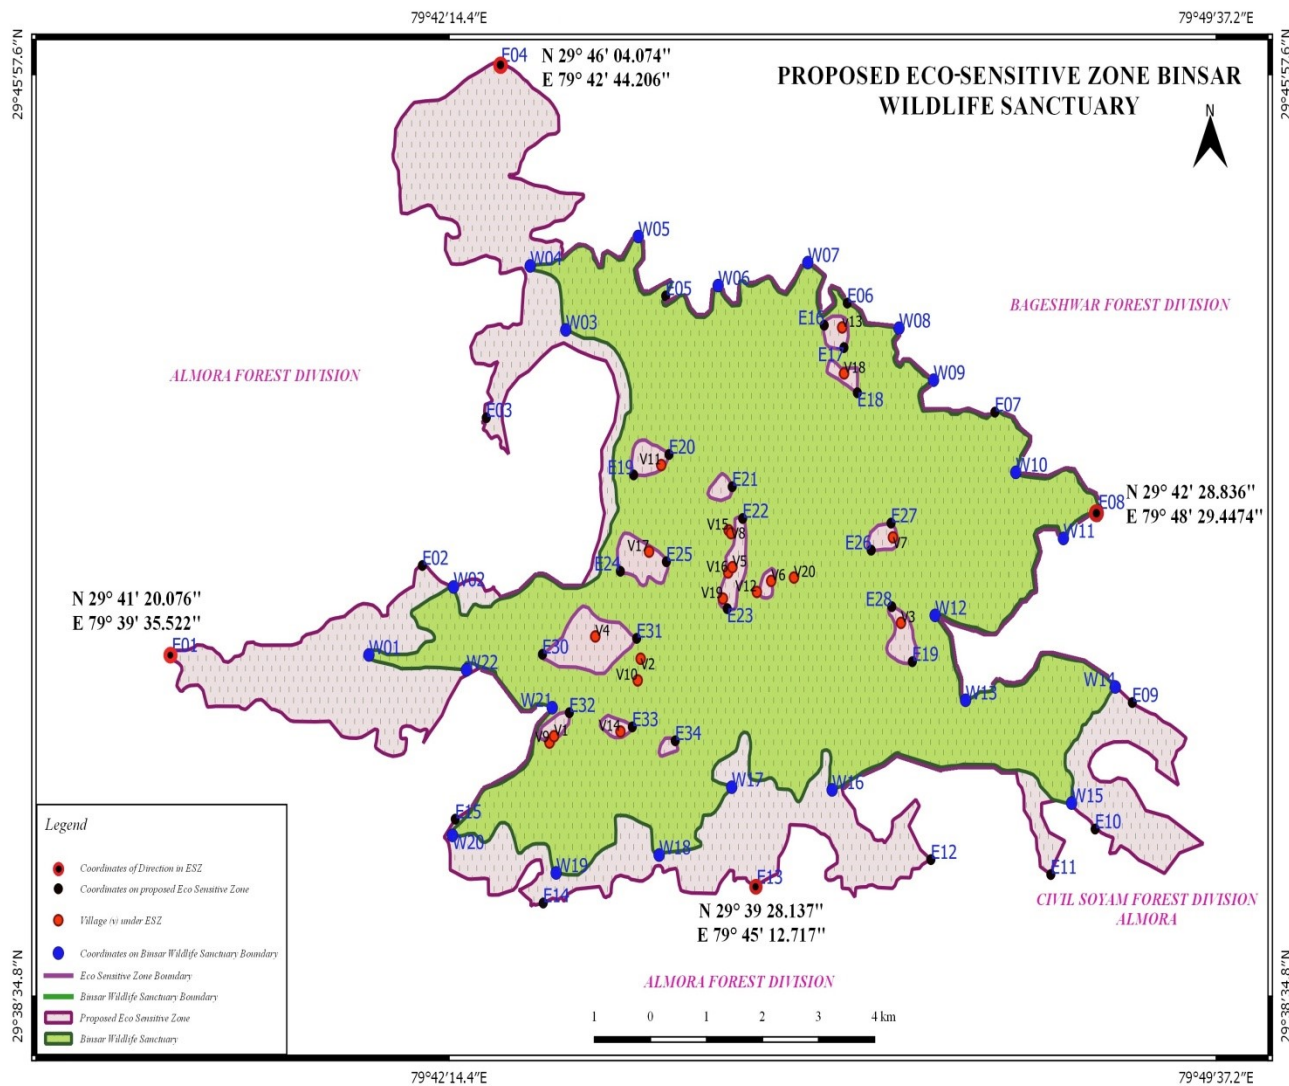 79°42′14.4″E
79°49′37.2″E
29°45′57.6″N
29°45′57.6″N
E04
N 29° 46' 04.074"
E 79° 42' 44.206"
PROPOSED ECO-SENSITIVE ZONE BINSAR
WILDLIFE SANCTUARY
N
W05
W04
W07
W06
E05
E06
BAGESHWAR FOREST DIVISION
W03
E16
v13
W08
E17
V18
ALMORA FOREST DIVISION
W09
E18
E07
E03
E20
V11
E19
W10
E21
E08
N 29° 42' 28.836"
E 79° 48' 29.4474"
E22
V15
V8
E27
W11
E26
V7
V17
E25
E24
V5
V16
V6
V20
V12
E02
W02
N 29° 41' 20.076"
E 79° 39' 35.522"
V19
E23
E28
W12
V3
V4
E31
E01
W01
E30
V2
E19
W22
V10
W14
W13
E09
W21
E32
V14
E33
V9
V1
E34
W17
W16
W15
E15
W20
E10
W18
E12
W19
E13
E11
E14
N 29° 39 28.137"
E 79° 45' 12.717"
CIVIL SOYAM FOREST DIVISION
ALMORA
ALMORA FOREST DIVISION
Legend
Coordinates of Direction in ESZ
Coordinates on proposed Eco Sensitive Zone
Village (v) under ESZ
Coordinates on Binsar Wildlife Sanctuary Boundary
Eco Sensitive Zone Boundary
Binsar Wildlife Sanctuary Boundary
Proposed Eco Sensitive Zone
Binsar Wildlife Sanctuary
1 0 1 2 3 4 km
29°38′34.8″N
29°38′34.8″N
79°42′14.4″E
79°49′37.2″E